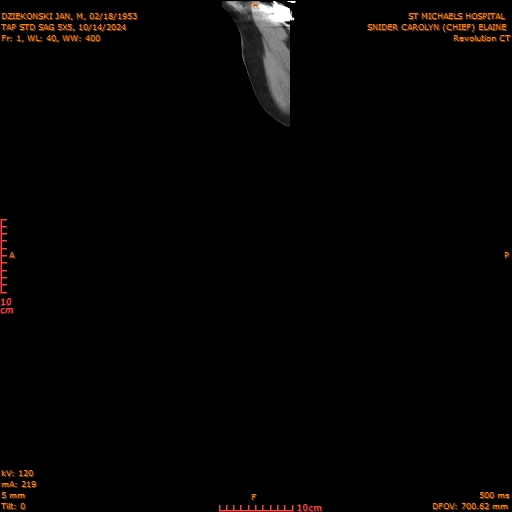 DZIEKONSKI JAN, M, 02/18/1953
TAP STD SAG 5X5, 10/14/2024
Fr: 1, WL: 40, WW: 400
H
ST MICHAELS HOSPITAL
SNIDER CAROLYN (CHIEF) ELAINE
Revolution CT
A
P
10
cm
kV: 120
mA: 219
5 mm
Tilt: 0
F
10cm
500 ms
DFOV: 700.62 mm